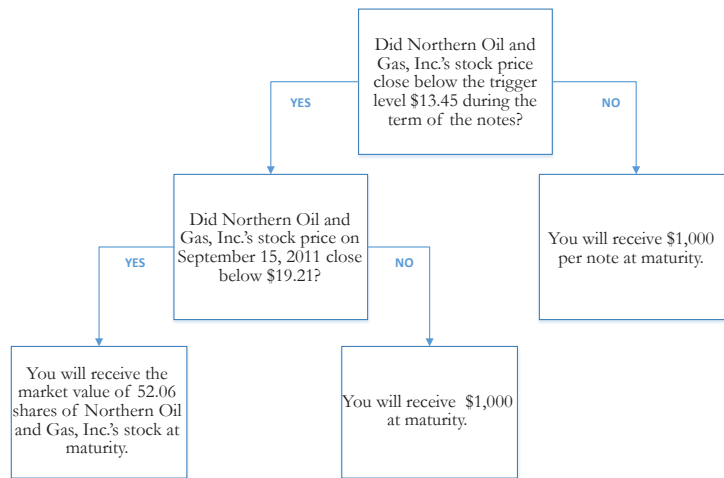 Did Northern Oil and
Gas, Inc.'s stock price
close below the trigger
level $13.45 during the
term of the notes?
YES
NO
Did Northern Oil and
Gas, Inc.'s stock price on
September 15, 2011 close
below $19.21?
You will receive $1,000
per note at maturity.
YES
NO
You will receive the
market value of 52.06
shares of Northern Oil
and Gas, Inc.'s stock at
maturity.
You will receive $1,000
at maturity.